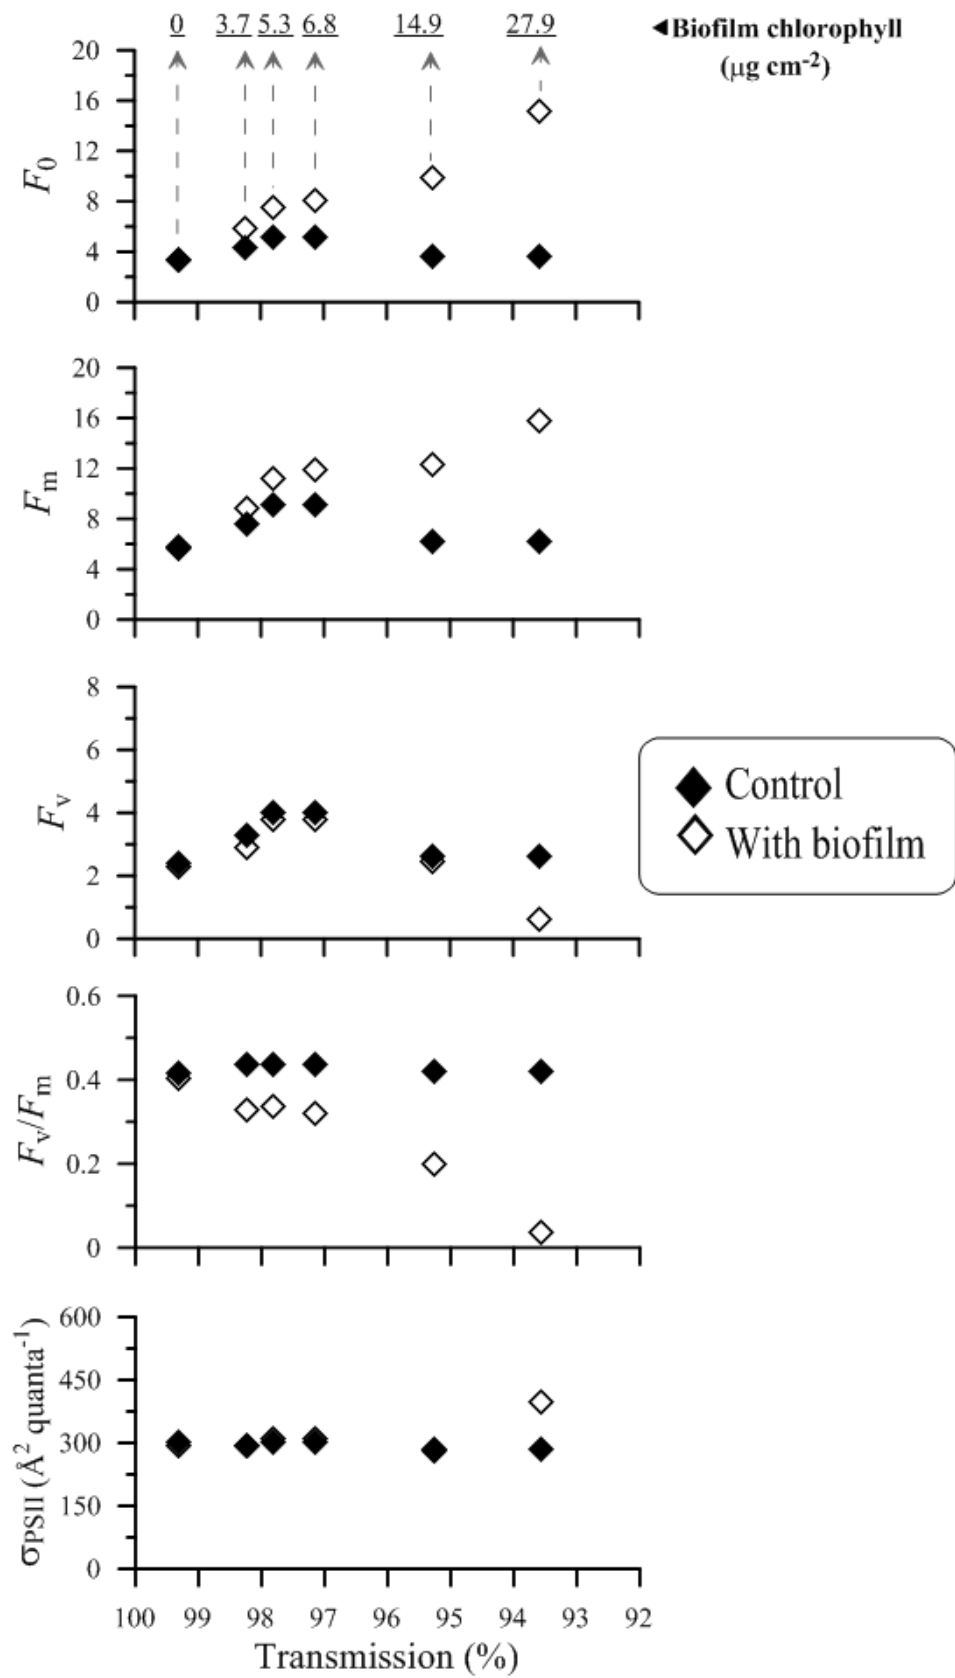 0 3.7 5.3 6.8 14.9 27.9 ◄Biofilm chlorophyll
(µg cm-2)
20
16
12
8
4
0
F0
20
16
12
8
4
0
Fm
8
6
4
2
0
Fv
Control
With biofilm
0.6
0.4
0.2
0
Fv/Fm
600
450
300
150
0
σPSII (Å2 quanta-1)
100 99 98 97 96 95 94 93 92
Transmission (%)